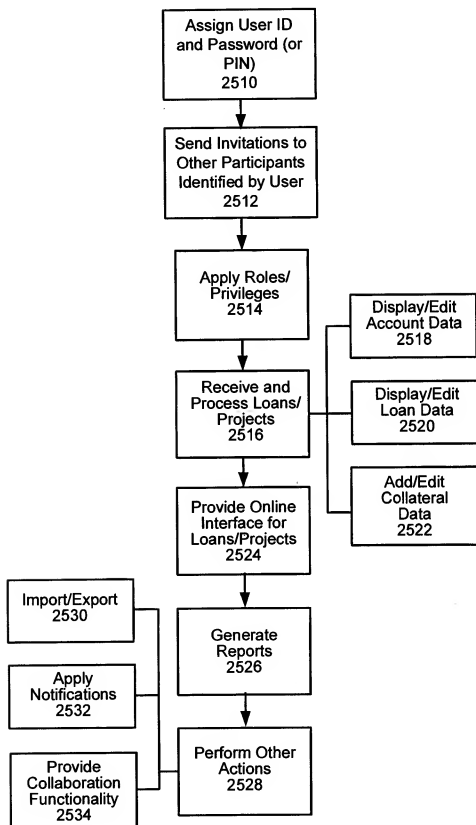 Assign User ID
and Password (or
PIN)
2510
Send Invitations to
Other Participants
Identified by User
2512
Apply Roles/
Privileges
2514
Receive and
Process Loans/
Projects
2516
Display/Edit
Account Data
2518
Display/Edit
Loan Data
2520
Add/Edit
Collateral
Data
2522
Provide Online
Interface for
Loans/Projects
2524
Generate
Reports
2526
Perform Other
Actions
2528
Import/Export
2530
Apply
Notifications
2532
Provide
Collaboration
Functionality
2534